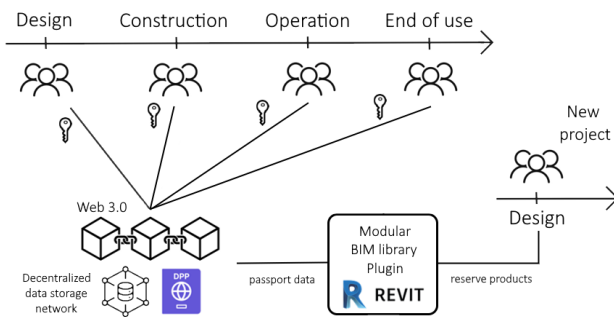 Design
Construction
Operation
End of use
New
project
Design
Web 3.0
Decentralized
data storage
network
DPP
passport data
Modular
BIM library
Plugin
R REVIT
reserve products